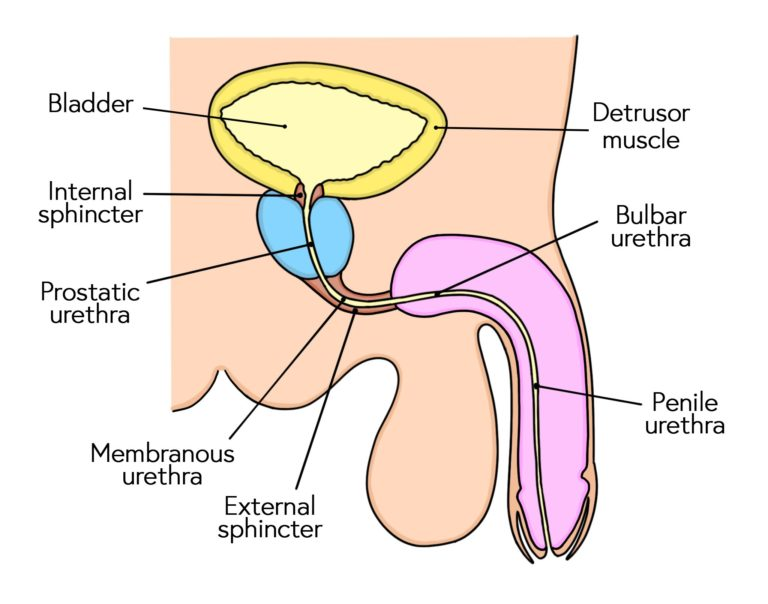 Bladder
Detrusor
muscle
Internal
sphincter
Bulbar
urethra
Prostatic
urethra
Penile
urethra
Membranous
urethra
External
sphincter